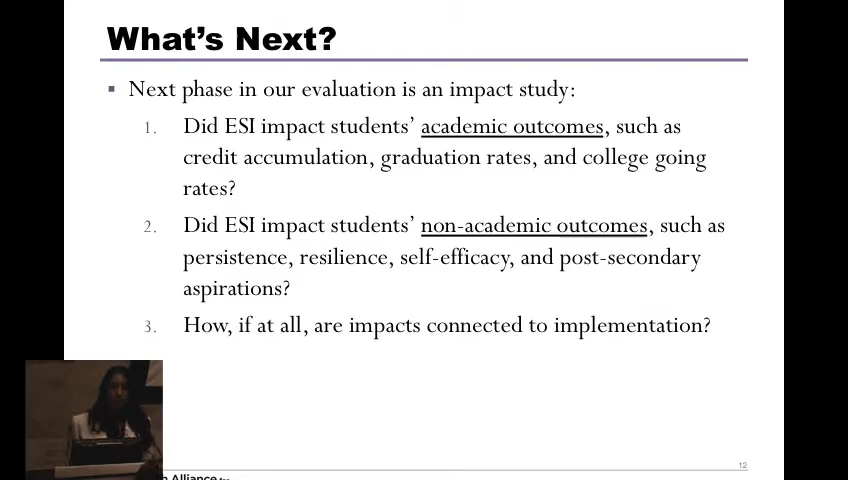 What's Next?
▪ Next phase in our evaluation is an impact study:
1. Did ESI impact students' academic outcomes, such as
credit accumulation, graduation rates, and college going
rates?
2. Did ESI impact students' non-academic outcomes, such as
persistence, resilience, self-efficacy, and post-secondary
aspirations?
3. How, if at all, are impacts connected to implementation?
12
Alliance for